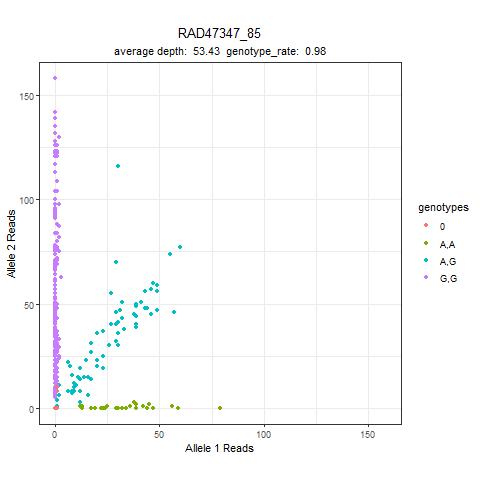 RAD47347_85
average depth: 53.43 genotype_rate: 0.98
150
100
50
0
Allele 2 Reads
0 50 100 150
Allele 1 Reads
genotypes
0
A,A
A,G
G,G